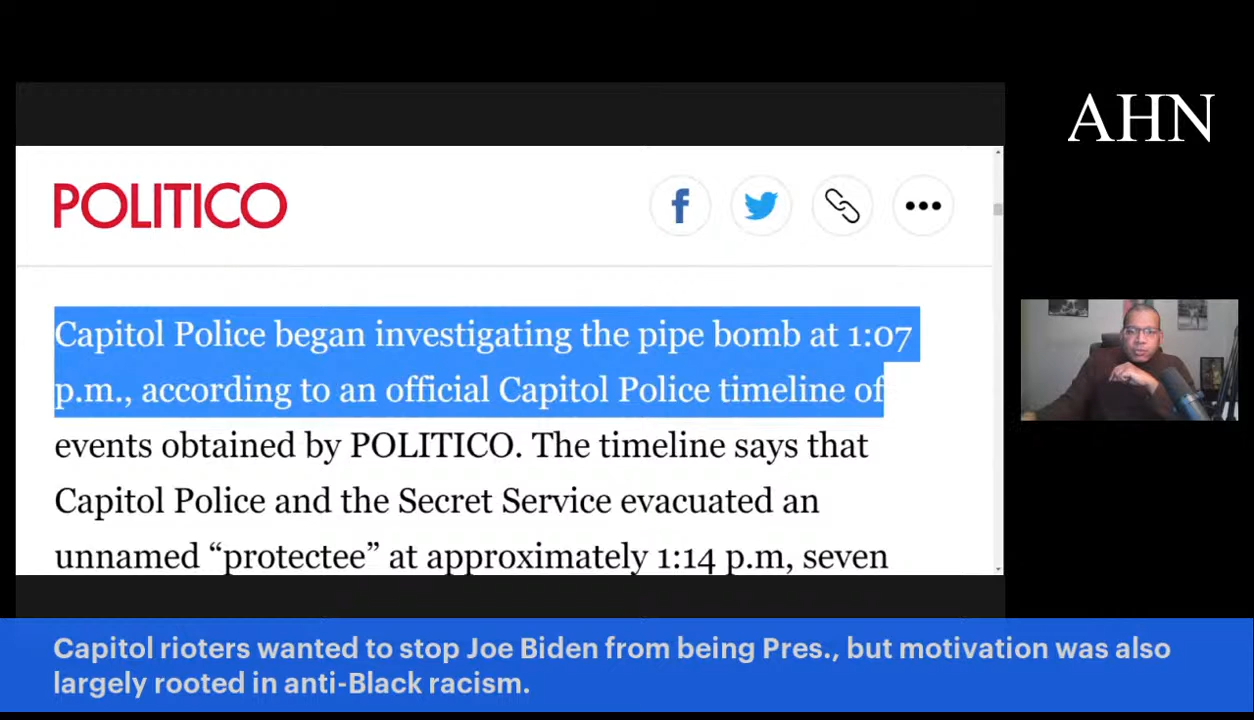 AHN
POLITICO
Capitol Police began investigating the pipe bomb at 1:07
p.m., according to an official Capitol Police timeline of
events obtained by POLITICO. The timeline says that
Capitol Police and the Secret Service evacuated an
unnamed “protectee” at approximately 1:14 p.m, seven
Capitol rioters wanted to stop Joe Biden from being Pres., but motivation was also
largely rooted in anti-Black racism.